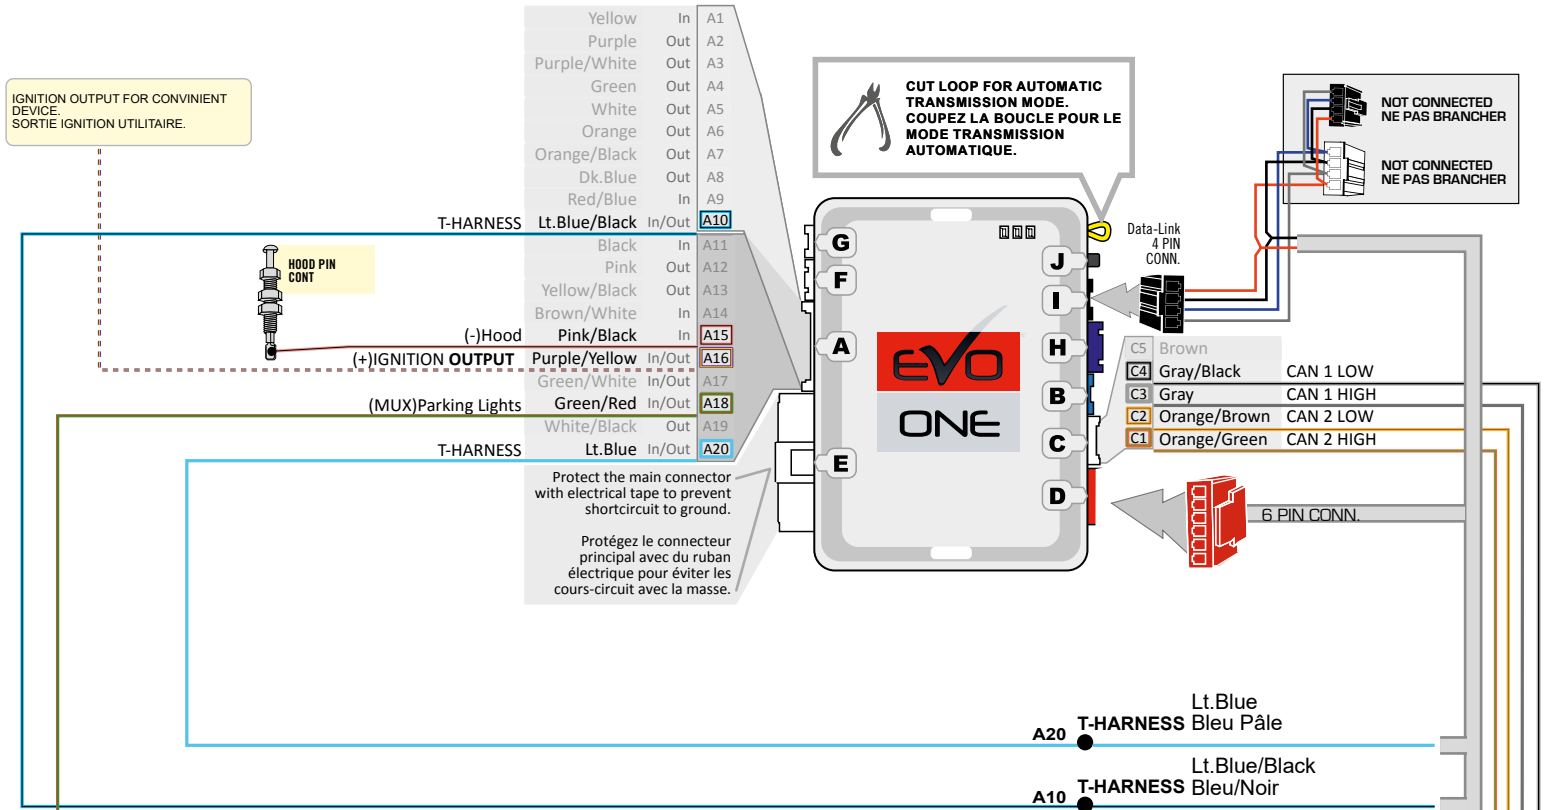 Yellow In A1
Purple Out A2
Purple/White Out A3
Green Out A4
White Out A5
Orange Out A6
Orange/Black Out A7
Dk.Blue Out A8
Red/Blue In A9
T-HARNESS Lt.Blue/Black In/Out A10
Black In A11
Pink Out A12
Yellow/Black Out A13
Brown/White In A14
(-)Hood Pink/Black In A15
(+)IGNITION OUTPUT Purple/Yellow In/Out A16
Green/White In/Out A17
(MUX)Parking Lights Green/Red In/Out A18
White/Black Out A19
T-HARNESS Lt.Blue In/Out A20
IGNITION OUTPUT FOR CONVINIENT
DEVICE.
SORTIE IGNITION UTILITAIRE.
HOOD PIN
CONT
Protect the main connector
with electrical tape to prevent
shortcircuit to ground.
Protégez le connecteur
principal avec du ruban
électrique pour éviter les
cours-circuit avec la masse.
CUT LOOP FOR AUTOMATIC
TRANSMISSION MODE.
COUPEZ LA BOUCLE POUR LE
MODE TRANSMISSION
AUTOMATIQUE.
G
F
A
E
J
I
H
B
C
D
EVO
ONE
Data-Link
4 PIN
CONN.
NOT CONNECTED
NE PAS BRANCHER
NOT CONNECTED
NE PAS BRANCHER
C5 Brown
C4 Gray/Black CAN 1 LOW
C3 Gray CAN 1 HIGH
C2 Orange/Brown CAN 2 LOW
C1 Orange/Green CAN 2 HIGH
6 PIN CONN.
Lt.Blue
A20 T-HARNESS Bleu Pâle
Lt.Blue/Black
A10 T-HARNESS Bleu/Noir